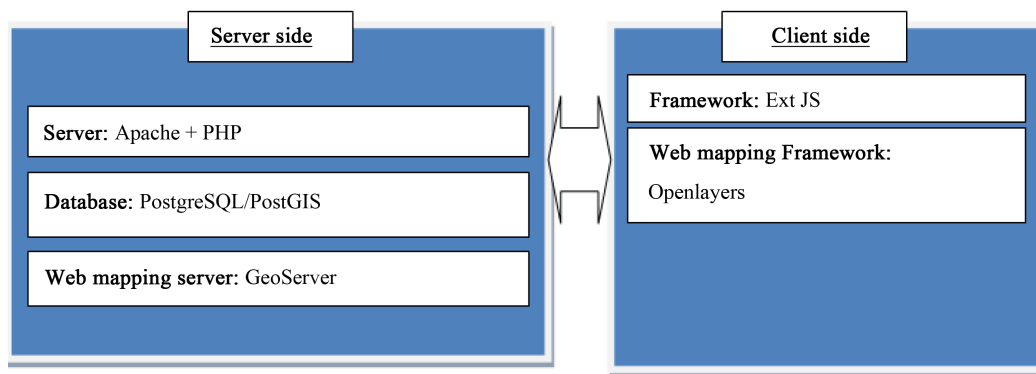 Server side
Server: Apache + PHP
Database: PostgreSQL/PostGIS
Web mapping server: GeoServer
Client side
Framework: Ext JS
Web mapping Framework:
Openlayers